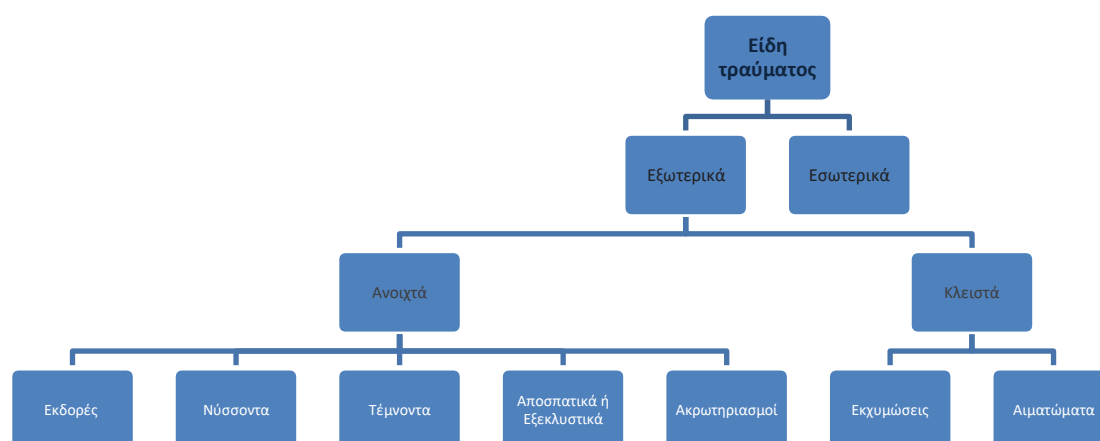 Είδη
τραύματος
Εξωτερικά
Εσωτερικά
Ανοιχτά
Κλειστά
Εκδορές
Νύσσοντα
Τέμνοντα
Αποσπατικά ή
Εξεκλυστικά
Ακρωτηριασμοί
Εκχυμώσεις
Αιματώματα